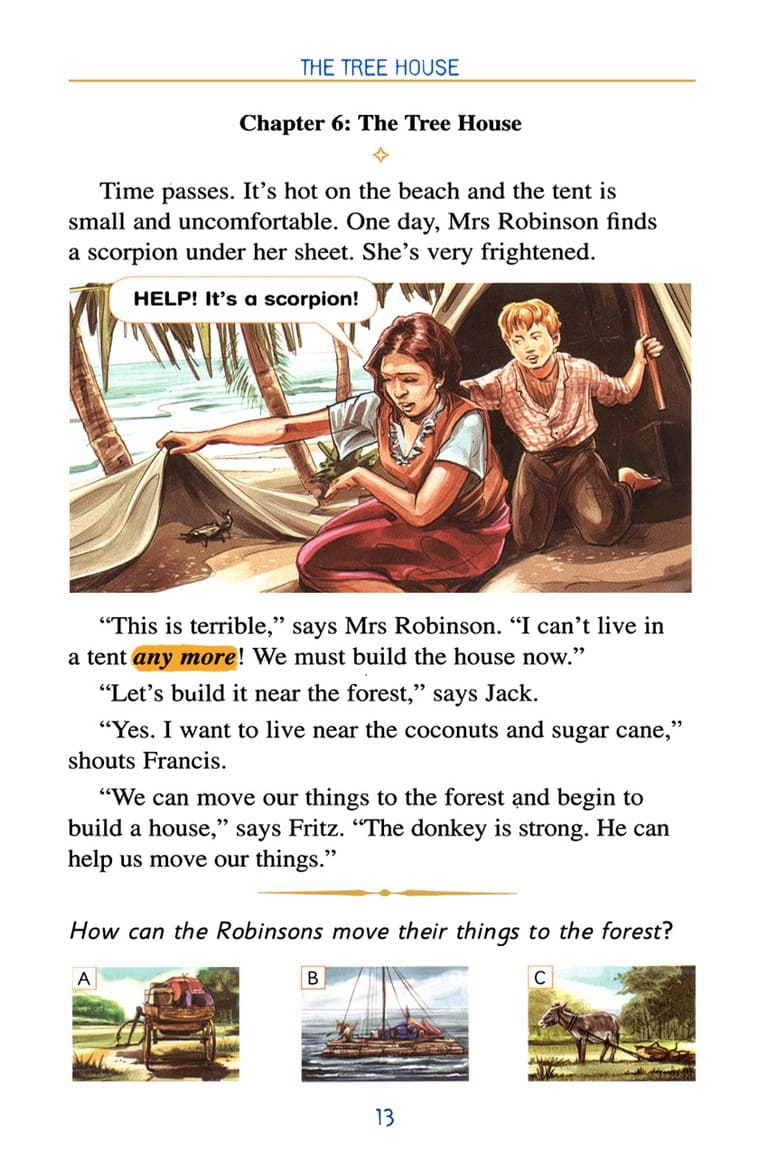 THE TREE HOUSE
Chapter 6: The Tree House
Time passes. It’s hot on the beach and the tent is
small and uncomfortable. One day, Mrs Robinson finds
a scorpion under her sheet. She’s very frightened.
HELP! It’s a scorpion!
“This is terrible,” says Mrs Robinson. “I can’t live in
a tent any more! We must build the house now.”
“Let’s build it near the forest,” says Jack.
“Yes. I want to live near the coconuts and sugar cane,”
shouts Francis.
“We can move our things to the forest and begin to
build a house,” says Fritz. “The donkey is strong. He can
help us move our things.”
How can the Robinsons move their things to the forest?
A
B
C
13